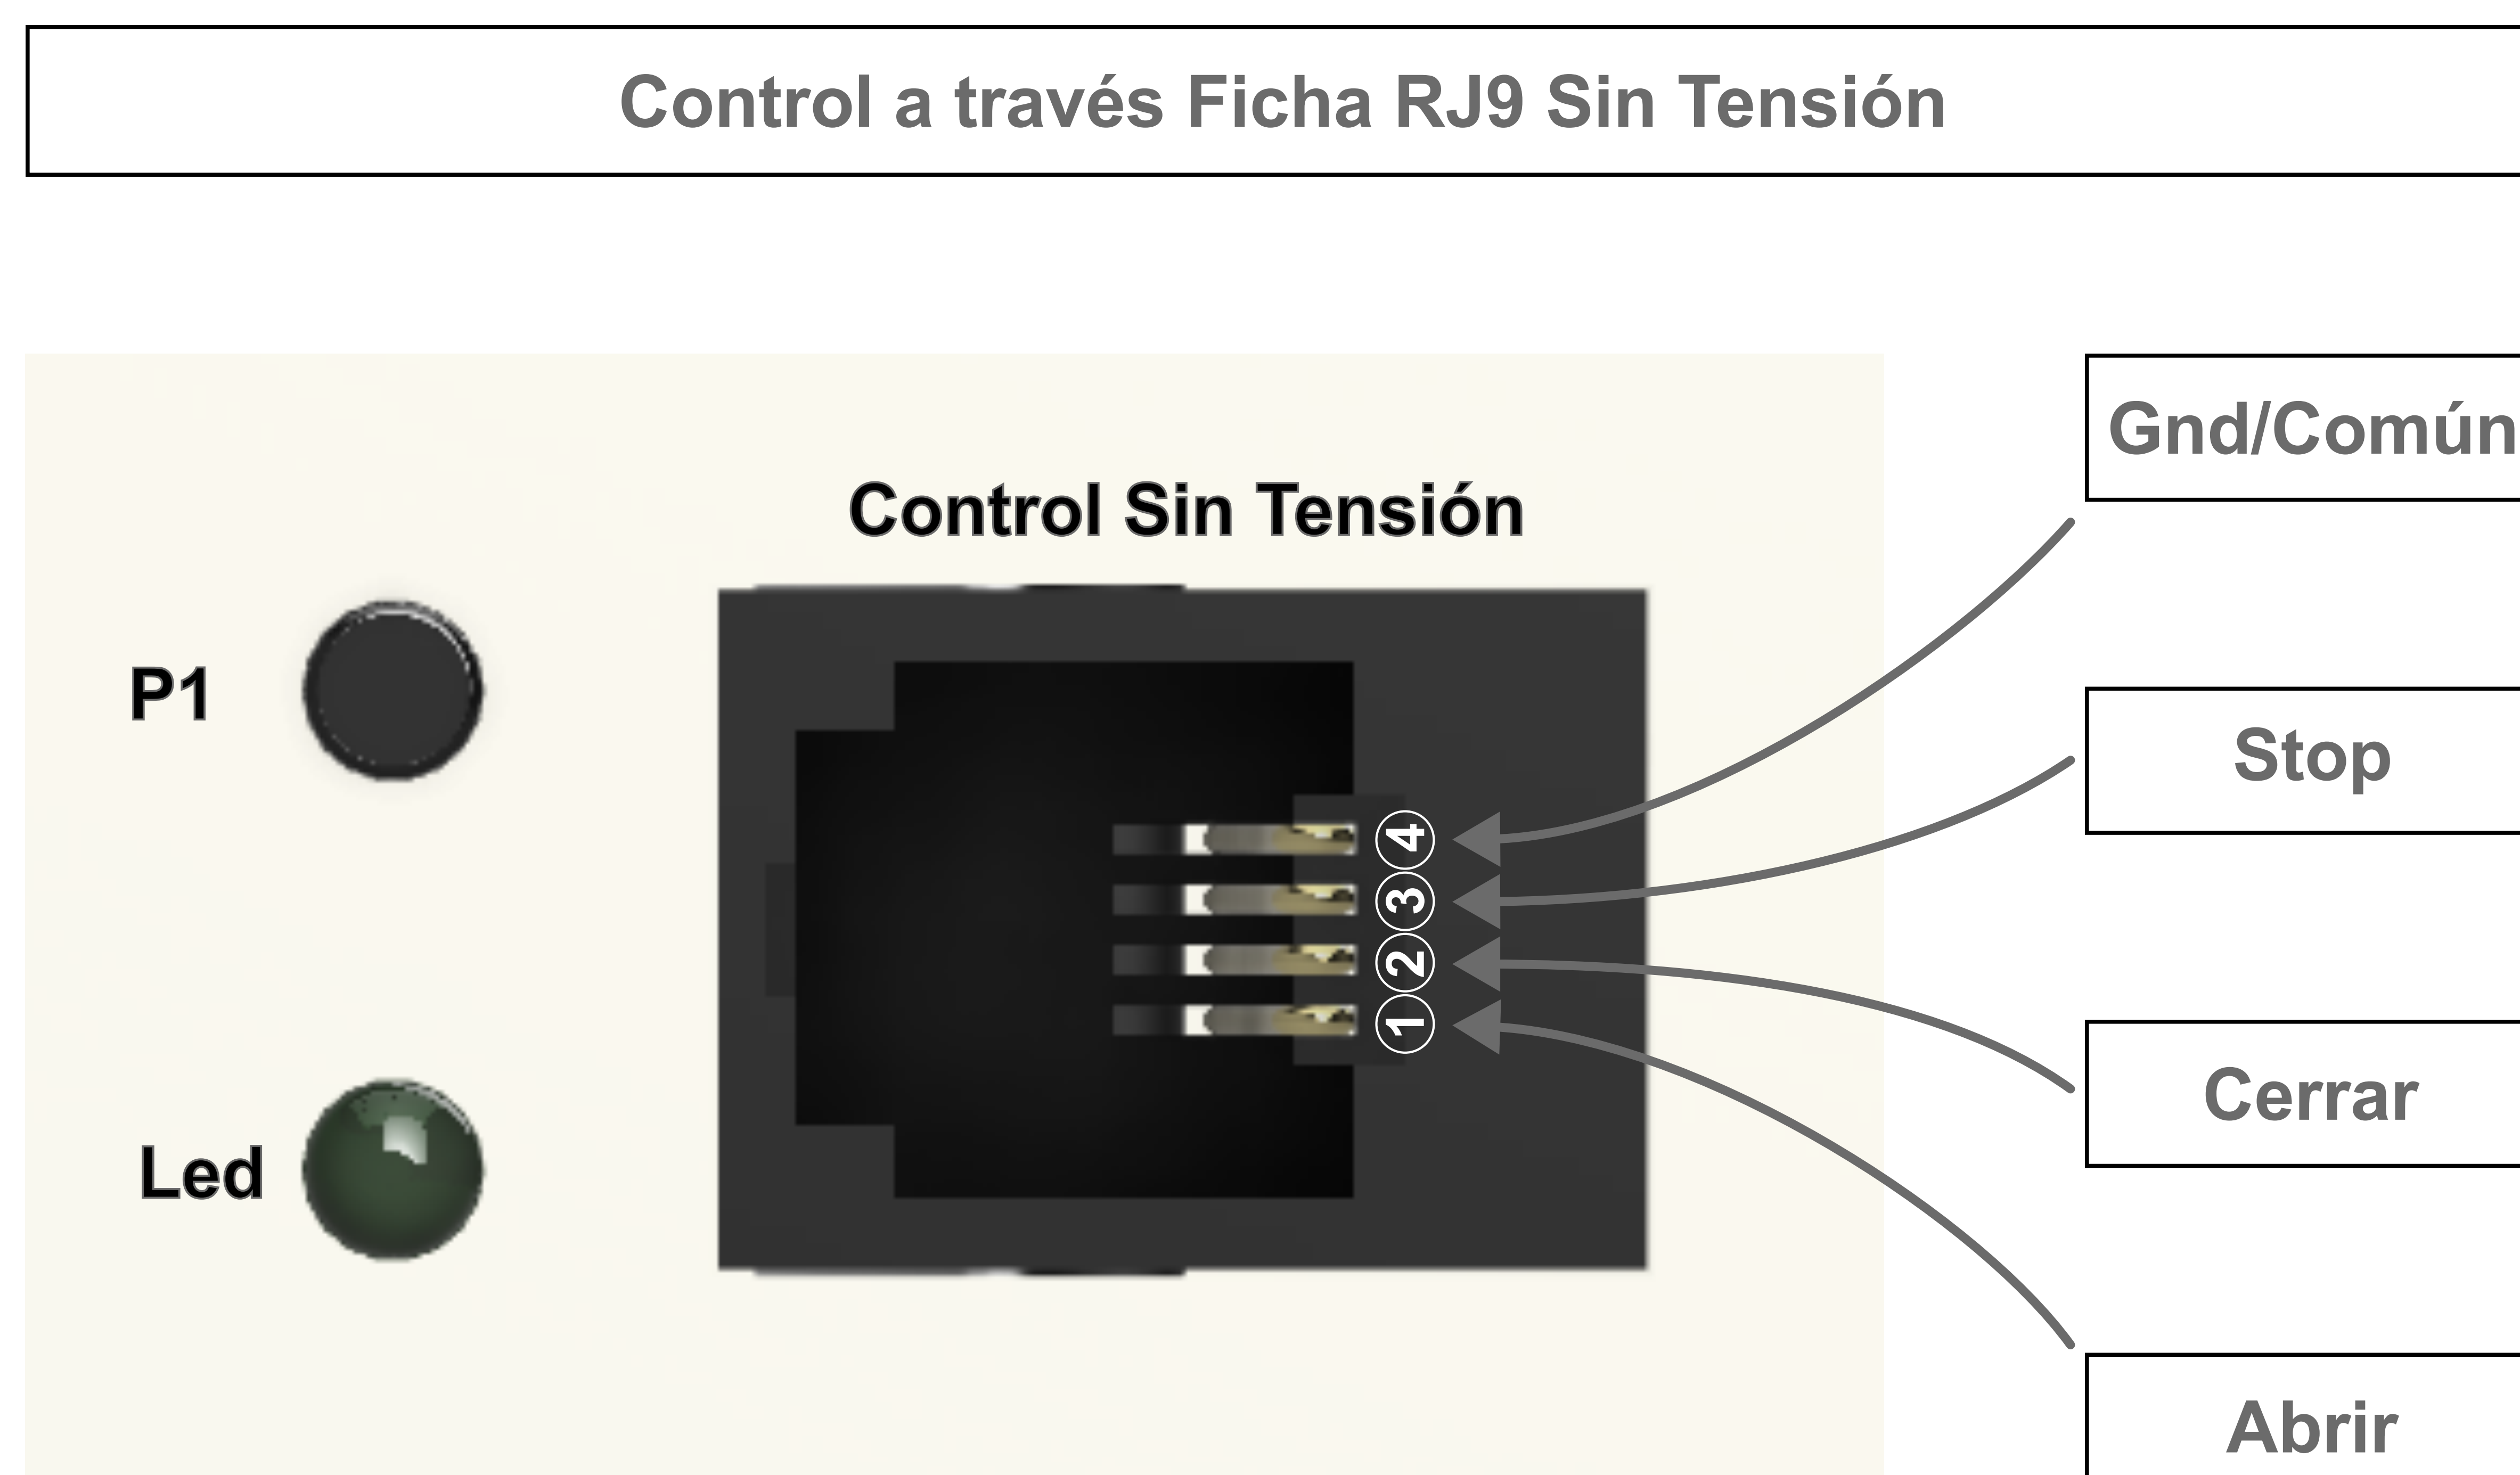 Control a través Ficha RJ9 Sin Tensión
Gnd/Común
Control Sin Tensión
P1
Stop
4
3
2
1
Cerrar
Led
Abrir